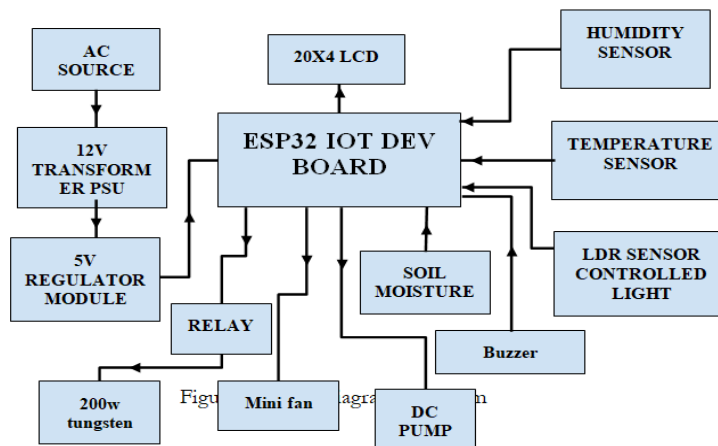 AC
SOURCE
20X4 LCD
HUMIDITY
SENSOR
ESP32 IOT DEV
BOARD
12V
TRANSFORM
ER PSU
TEMPERATURE
SENSOR
5V
REGULATOR
MODULE
SOIL
MOISTURE
LDR SENSOR
CONTROLLED
LIGHT
RELAY
Buzzer
200w
tungsten
Mini fan
DC
PUMP